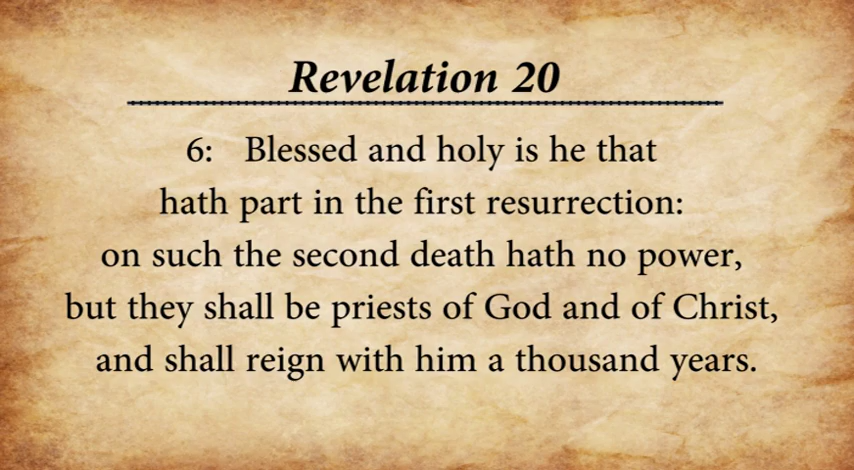 Revelation 20
6: Blessed and holy is he that
hath part in the first resurrection:
on such the second death hath no power,
but they shall be priests of God and of Christ,
and shall reign with him a thousand years.